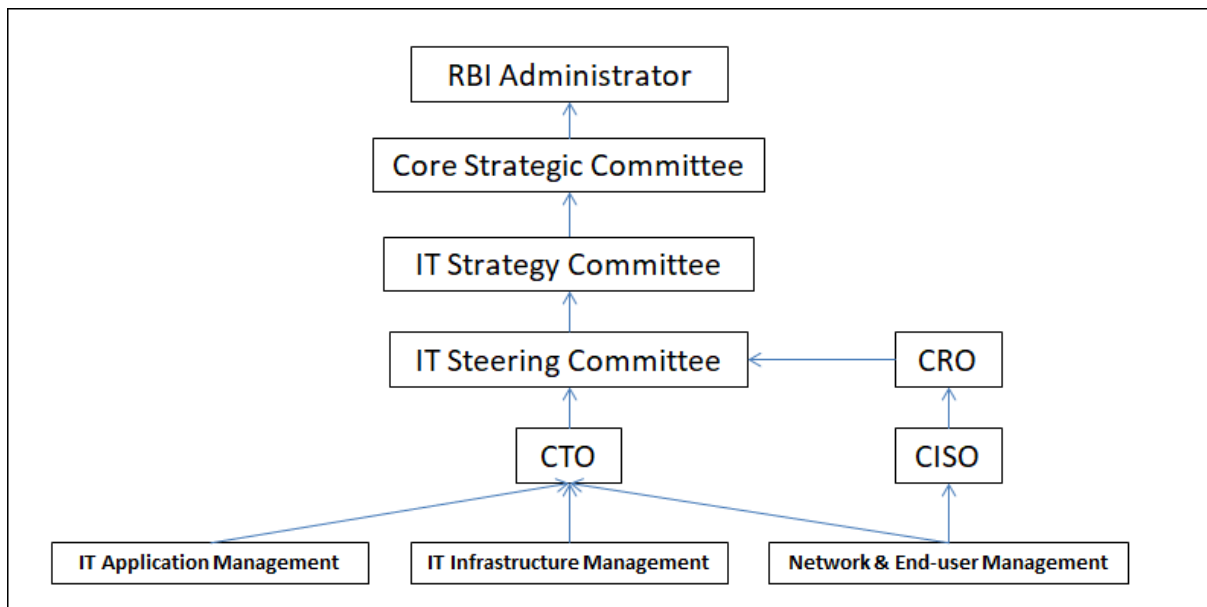 RBI Administrator
Core Strategic Committee
IT Strategy Committee
IT Steering Committee
CRO
CTO
CISO
IT Application Management
IT Infrastructure Management
Network & End-user Management